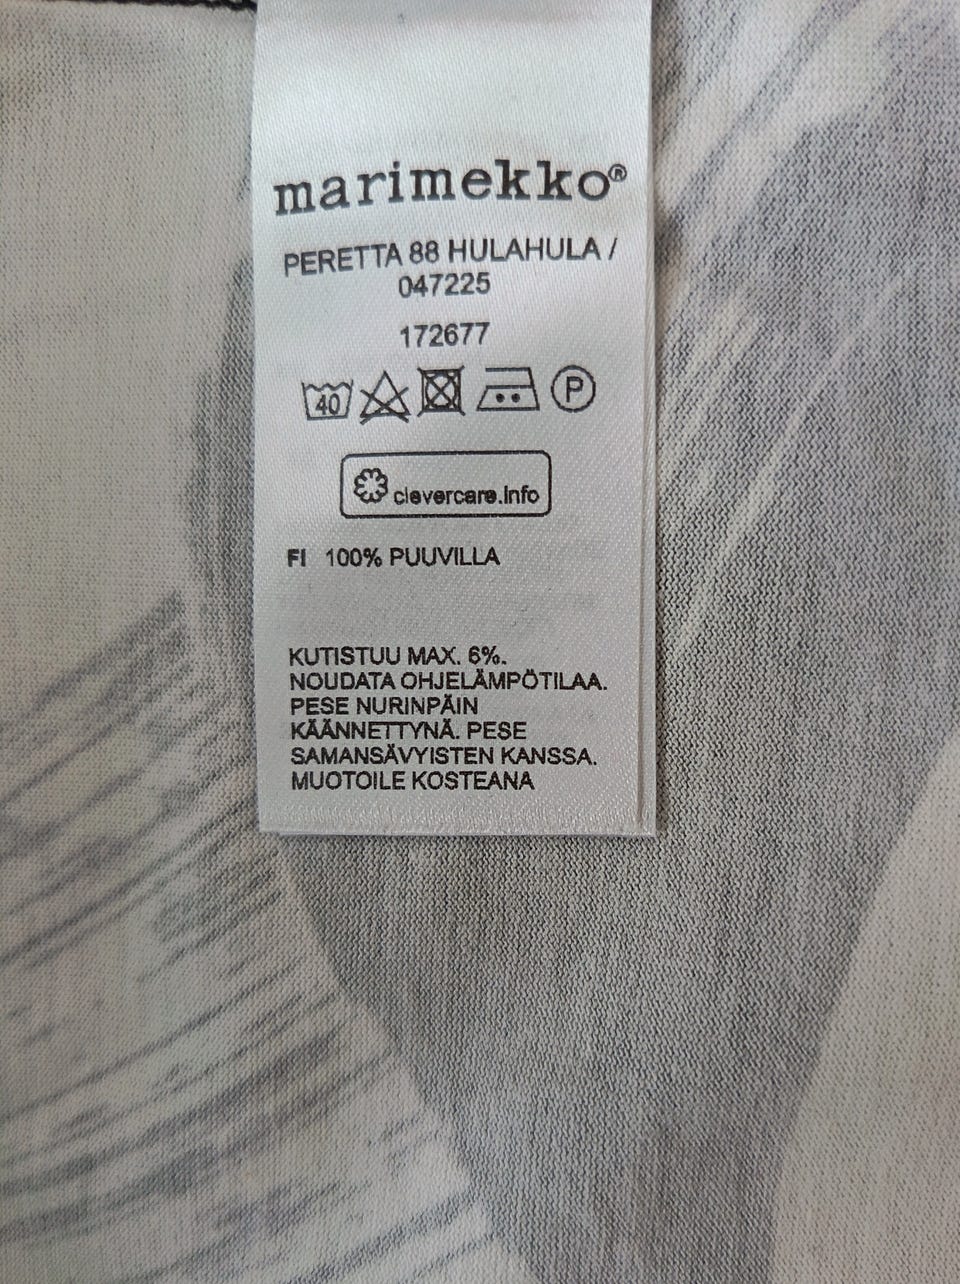 marimekko®
PERETTA 88 HULAHULA /
047225
172677
40 P
clevercare.info
FI 100% PUUVILLA
KUTISTUU MAX. 6%.
NOUDATA OHJELÄMPÖTILAA.
PESE NURINPÄIN
KÄÄNNETTYNÄ. PESE
SAMANSÄVYISTEN KANSSA.
MUOTOILE KOSTEANA